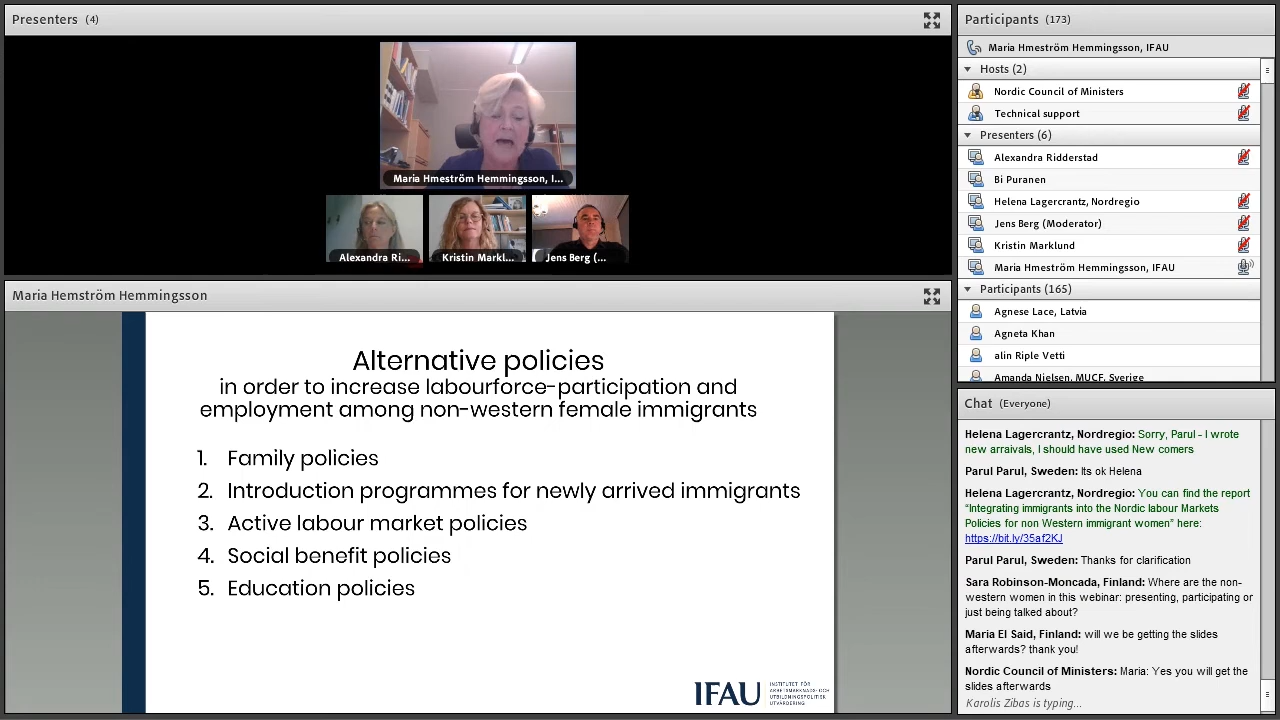 Presenters (4)
Maria Hmeström Hemmingsson, I...
Alexandra Ri...
Kristin Markl...
Jens Berg (...
Maria Hemström Hemmingsson
Alternative policies
in order to increase labourforce-participation and
employment among non-western female immigrants
1. Family policies
2. Introduction programmes for newly arrived immigrants
3. Active labour market policies
4. Social benefit policies
5. Education policies
IFAU
INSTITUTET FÖR
ARBETSMARKNADS- OCH
UTBILDNINGSPOLITISK
UTVÄRDERING
Participants (173)
Maria Hmeström Hemmingsson, IFAU
Hosts (2)
Nordic Council of Ministers
Technical support
Presenters (6)
Alexandra Ridderstad
Bi Puranen
Helena Lagercrantz, Nordregio
Jens Berg (Moderator)
Kristin Marklund
Maria Hmeström Hemmingsson, IFAU
Participants (165)
Agnese Lace, Latvia
Agneta Khan
alin Riple Vetti
Amanda Nielsen, MUCF, Sverige
Chat (Everyone)
Helena Lagercrantz, Nordregio: Sorry, Parul - I wrote
new arraivals, I should have used New comers
Parul Parul, Sweden: Its ok Helena
Helena Lagercrantz, Nordregio: You can find the report
"Integrating immigrants into the Nordic labour Markets
Policies for non Western immigrant women" here:
https://bit.ly/35af2KJ
Parul Parul, Sweden: Thanks for clarification
Sara Robinson-Moncada, Finland: Where are the non-
western women in this webinar: presenting, participating or
just being talked about?
Maria El Said, Finland: will we be getting the slides
afterwards? thank you!
Nordic Council of Ministers: Maria: Yes you will get the
slides afterwards
Karolis Zibas is typing...